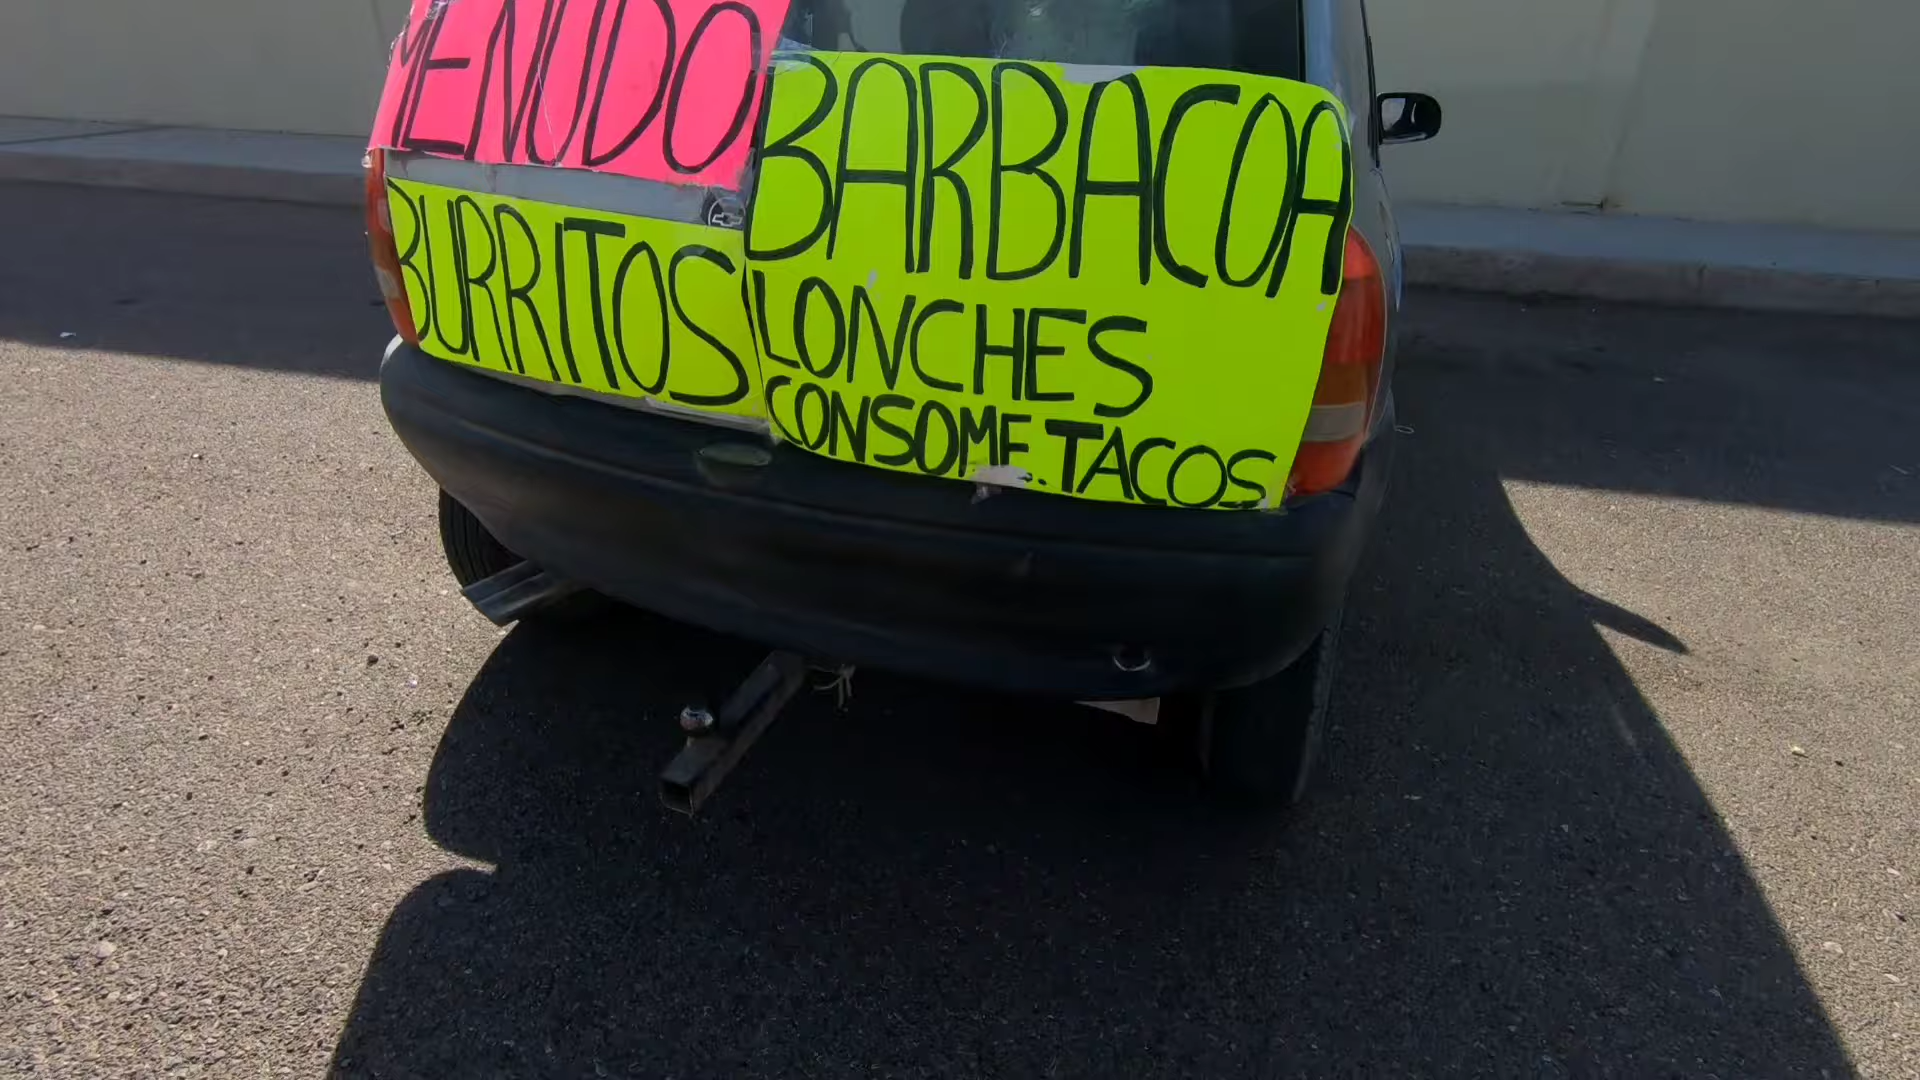 MENUDO
BURRITOS
BARBACOA
LONCHES
CONSOME. TACOS